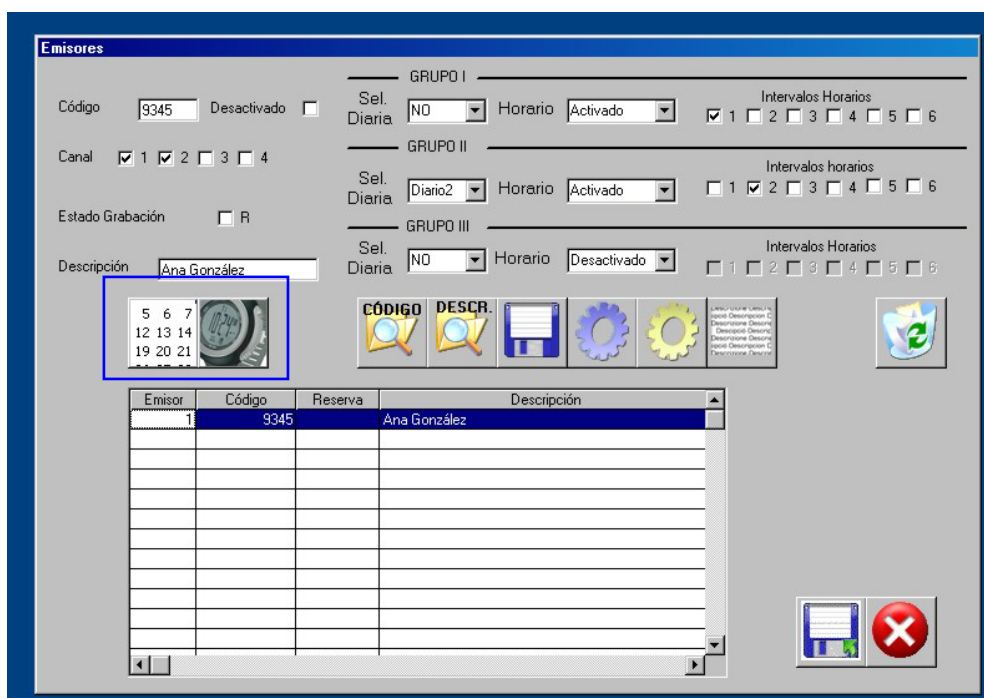 Emisores
GRUPO I
Código 9345 Desactivado
Sel. Diaria NO Horario Activado
Intervalos Horarios
1 2 3 4 5 6
Canal 1 2 3 4
GRUPO II
Sel. Diaria Diario2 Horario Activado
Intervalos horarios
1 2 3 4 5 6
Estado Grabación R
GRUPO III
Descripción Ana González
Sel. Diaria NO Horario Desactivado
Intervalos Horarios
1 2 3 4 5 6
5 6 7
12 13 14
19 20 21
CÓDIGO DESCR.
Emisor Código Reserva Descripción
1 9345 Ana González